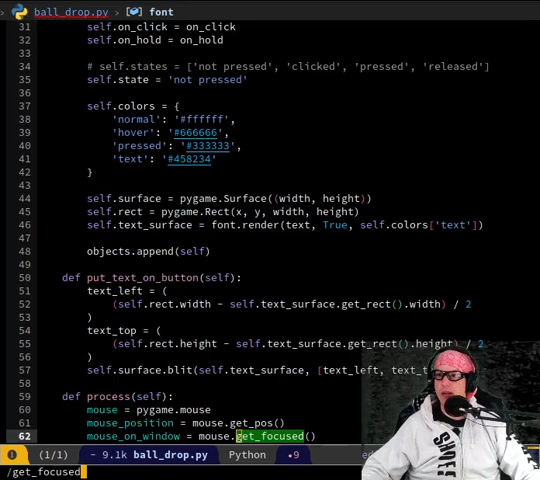 ball_drop.py > font
31 self.on_click = on_click
32 self.on_hold = on_hold
33
34 # self.states = ['not pressed', 'clicked', 'pressed', 'released']
35 self.state = 'not pressed'
36
37 self.colors = {
38 'normal': '#ffffff',
39 'hover': '#666666',
40 'pressed': '#333333',
41 'text': '#458234'
42 }
43
44 self.surface = pygame.Surface((width, height))
45 self.rect = pygame.Rect(x, y, width, height)
46 self.text_surface = font.render(text, True, self.colors['text'])
47
48 objects.append(self)
49
50 def put_text_on_button(self):
51 text_left = (
52 (self.rect.width - self.text_surface.get_rect().width) / 2
53 )
54 text_top = (
55 (self.rect.height - self.text_surface.get_rect().height) / 2
56 )
57 self.surface.blit(self.text_surface, [text_left, text_t
58
59 def process(self):
60 mouse = pygame.mouse
61 mouse_position = mouse.get_pos()
62 mouse_on_window = mouse.get_focused()
(1/1) - 9.1k ball_drop.py Python •9
/get_focused